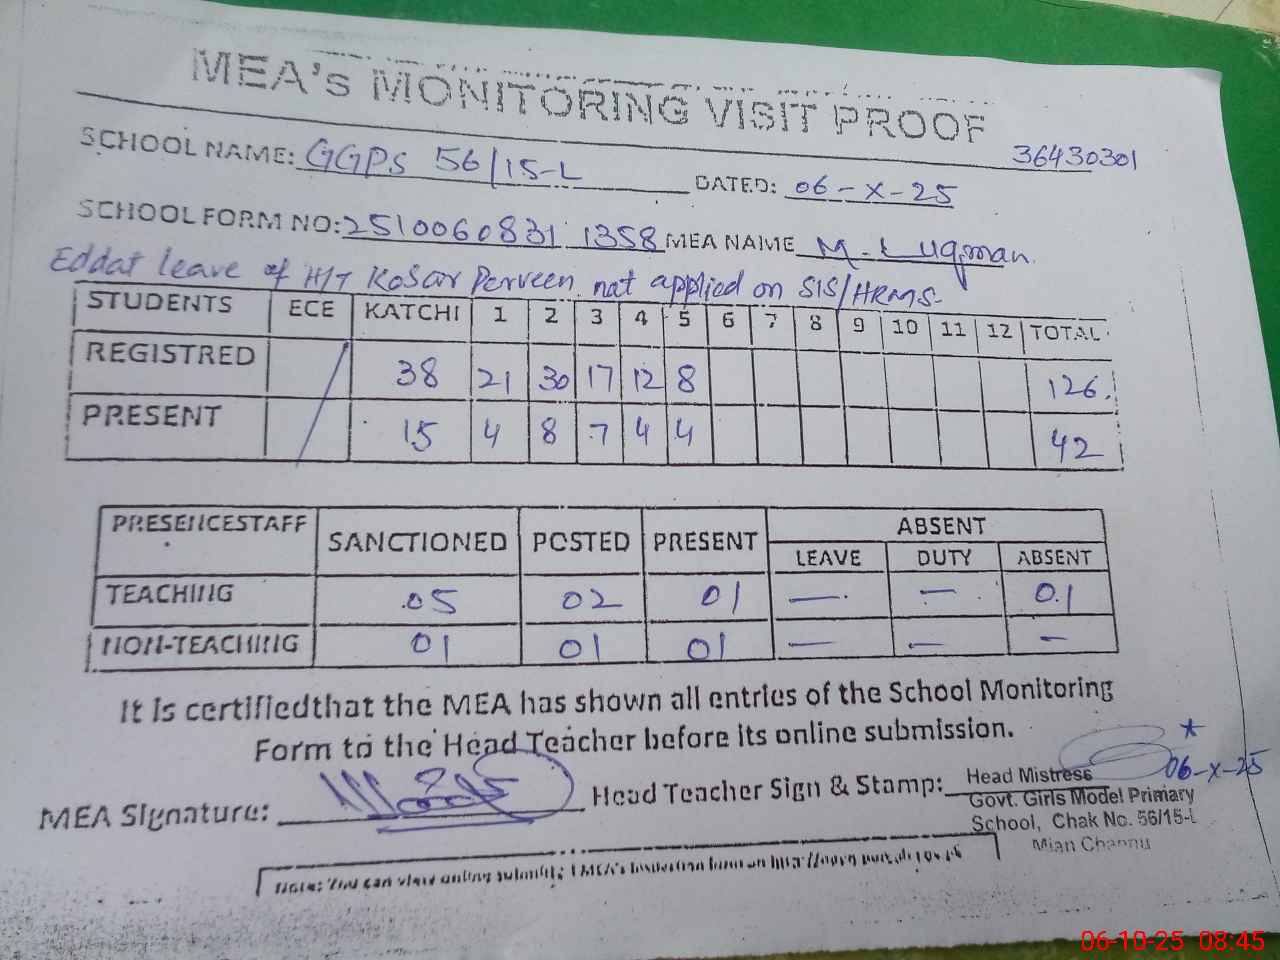 MEA's MONITORING VISIT PROOF
36430301
SCHOOL NAME: GGPS 56/15-L DATED: 06-X-25
SCHOOL FORM NO: 2510060831 1358 MEA NAME M. Luqman
Eddat leave of H/T Kosar Perveen not applied on SIS/HRMS
STUDENTS ECE KATCHI 1 2 3 4 5 6 7 8 9 10 11 12 TOTAL
REGISTRED 38 21 30 17 12 8 126
PRESENT 15 4 8 7 4 4 42
PRESENCESTAFF SANCTIONED POSTED PRESENT ABSENT
LEAVE DUTY ABSENT
TEACHING 05 02 01 — — 01
NON-TEACHING 01 01 01 — — —
It Is certifiedthat the MEA has shown all entries of the School Monitoring
Form to the Head Teacher before its online submission.
MEA Signature: Head Teacher Sign & Stamp: 06-X-25
Head Mistress
Govt. Girls Model Primary
School, Chak No. 56/15-L
Mian Channu
Note: You can view online
06-10-25 08:45